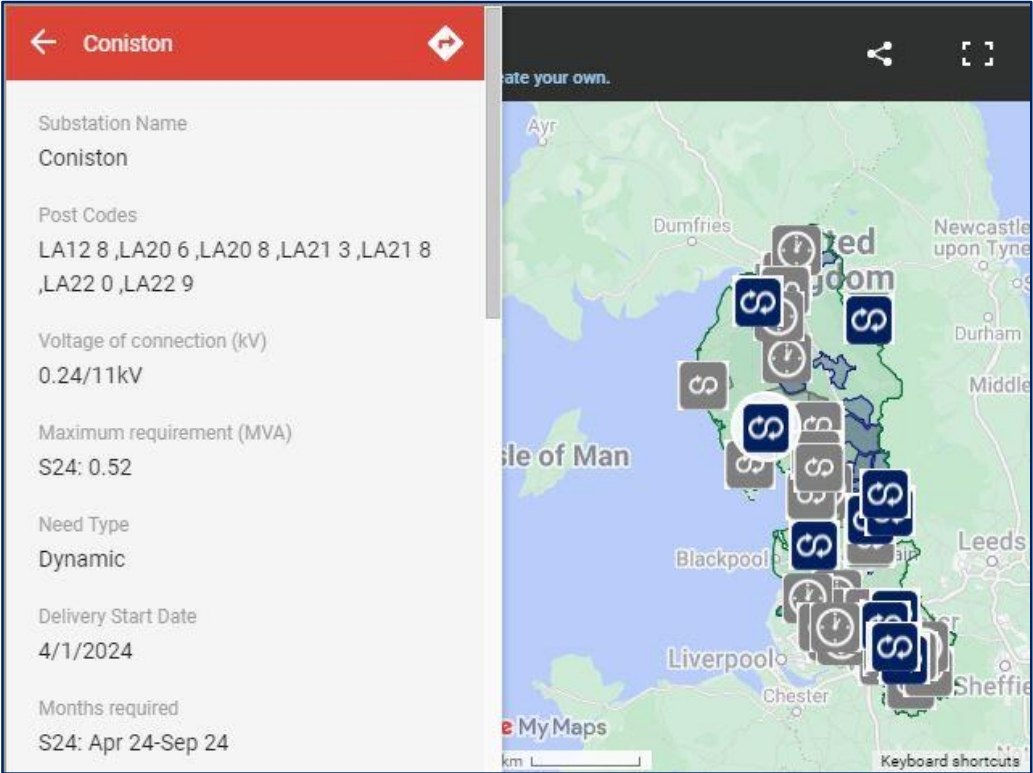 Coniston
Substation Name
Coniston
Post Codes
LA12 8 ,LA20 6 ,LA20 8 ,LA21 3 ,LA21 8
,LA22 0 ,LA22 9
Voltage of connection (kV)
0.24/11kV
Maximum requirement (MVA)
S24: 0.52
Need Type
Dynamic
Delivery Start Date
4/1/2024
Months required
S24: Apr 24-Sep 24
ate your own.
Ayr
Dumfries
ted
gdom
Newcastle
upon Tyne
Durham
Middle
sle of Man
Blackpool
Leeds
Liverpool
Chester
Sheffie
e My Maps
km
Keyboard shortcuts